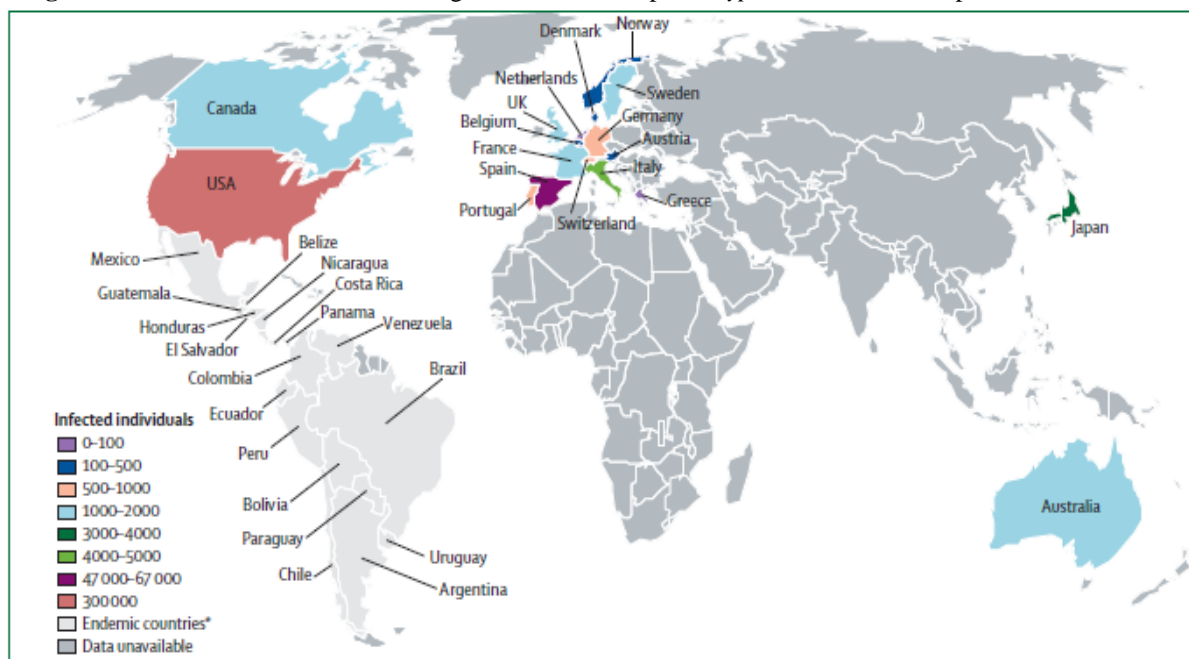 Norway
Denmark
Netherlands
Sweden
UK
Germany
Belgium
Austria
France
Italy
Spain
Greece
Portugal
Switzerland
Canada
USA
Japan
Mexico
Belize
Nicaragua
Guatemala
Costa Rica
Honduras
Panama
El Salvador
Venezuela
Colombia
Brazil
Ecuador
Peru
Bolivia
Paraguay
Uruguay
Chile
Argentina
Australia
Infected individuals
0–100
100–500
500–1000
1000–2000
3000–4000
4000–5000
47 000–67 000
300 000
Endemic countries*
Data unavailable